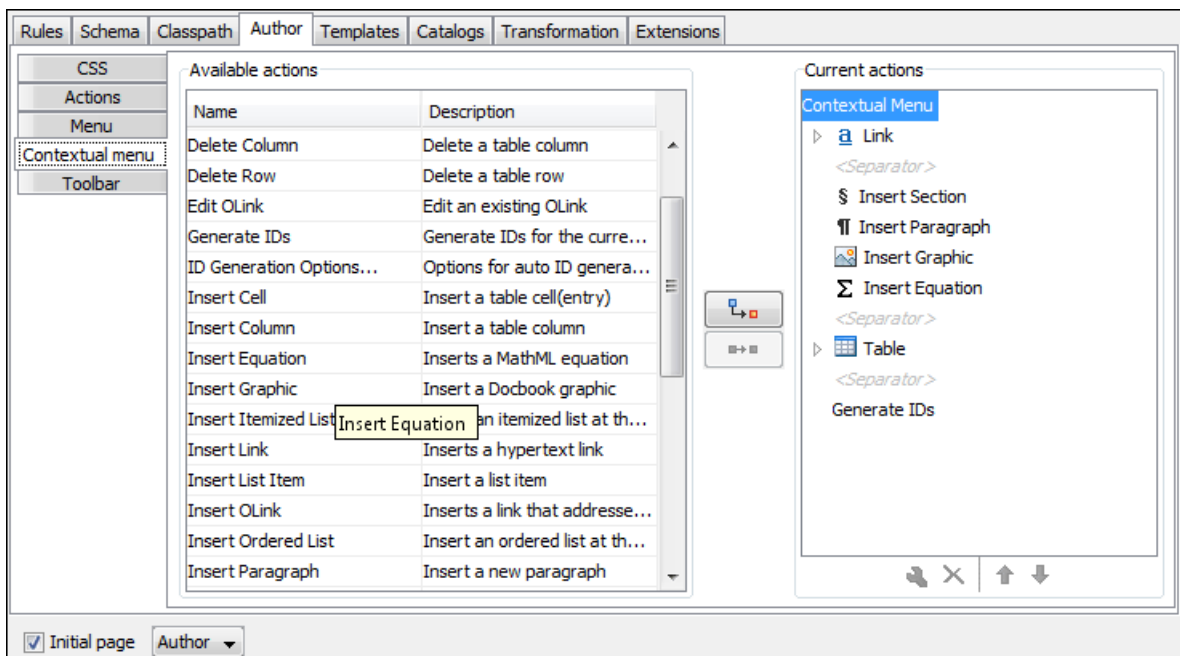 Rules Schema Classpath Author Templates Catalogs Transformation Extensions
CSS
Actions
Menu
Contextual menu
Toolbar
Available actions
Name Description
Delete Column Delete a table column
Delete Row Delete a table row
Edit OLink Edit an existing OLink
Generate IDs Generate IDs for the curre...
ID Generation Options... Options for auto ID genera...
Insert Cell Insert a table cell(entry)
Insert Column Insert a table column
Insert Equation Inserts a MathML equation
Insert Graphic Insert a Docbook graphic
Insert Itemized List an itemized list at th...
Insert Equation
Insert Link Inserts a hypertext link
Insert List Item Insert a list item
Insert OLink Inserts a link that addresse...
Insert Ordered List Insert an ordered list at th...
Insert Paragraph Insert a new paragraph
Current actions
Contextual Menu
a Link
<Separator>
§ Insert Section
¶ Insert Paragraph
Insert Graphic
Σ Insert Equation
<Separator>
Table
<Separator>
Generate IDs
Initial page Author